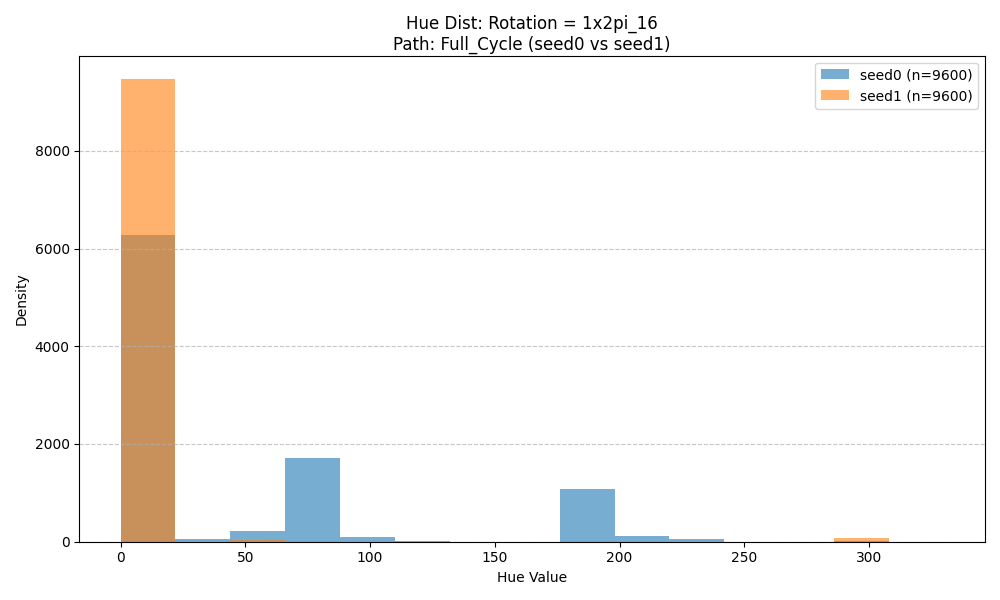 Hue Dist: Rotation = 1x2pi_16
Path: Full_Cycle (seed0 vs seed1)
seed0 (n=9600)
seed1 (n=9600)
Density
8000
6000
4000
2000
0
0 50 100 150 200 250 300
Hue Value